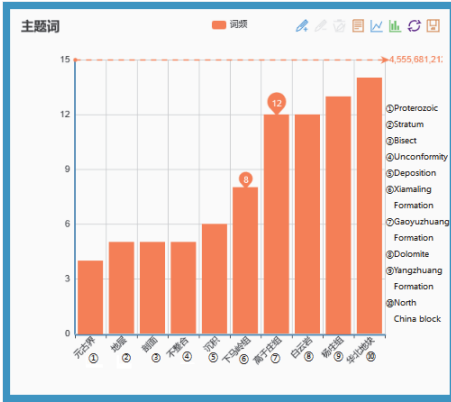 主题词
词频
4,555,681,21
15
12
9
6
3
0
12
8
元古界
地层
剖面
不整合
沉积
下马岭组
高于庄组
白云岩
杨庄组
华北地块
① ② ③ ④ ⑤ ⑥ ⑦ ⑧ ⑨ ⑩
①Proterozoic
②Stratum
③Bisect
④Unconformity
⑤Deposition
⑥Xiamaling
Formation
⑦Gaoyuzhuang
Formation
⑧Dolomite
⑨Yangzhuang
Formation
⑩North
China block